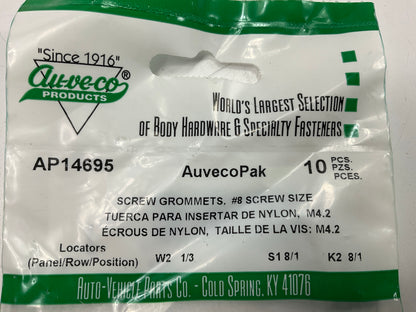 "Since 1916"
Au-ve-co®
PRODUCTS
WORLD'S LARGEST SELECTION
OF BODY HARDWARE & SPECIALTY FASTENERS
AP14695 AuvecoPak 10 PCS. PZS. PCES.
SCREW GROMMETS. #8 SCREW SIZE
TUERCA PARA INSERTAR DE NYLON, M4.2
ÉCROUS DE NYLON, TAILLE DE LA VIS: M4.2
Locators
(Panel/Row/Position) W2 1/3 S1 8/1 K2 8/1
AUTO-VEHICLE PARTS CO. - COLD SPRING, KY 41076